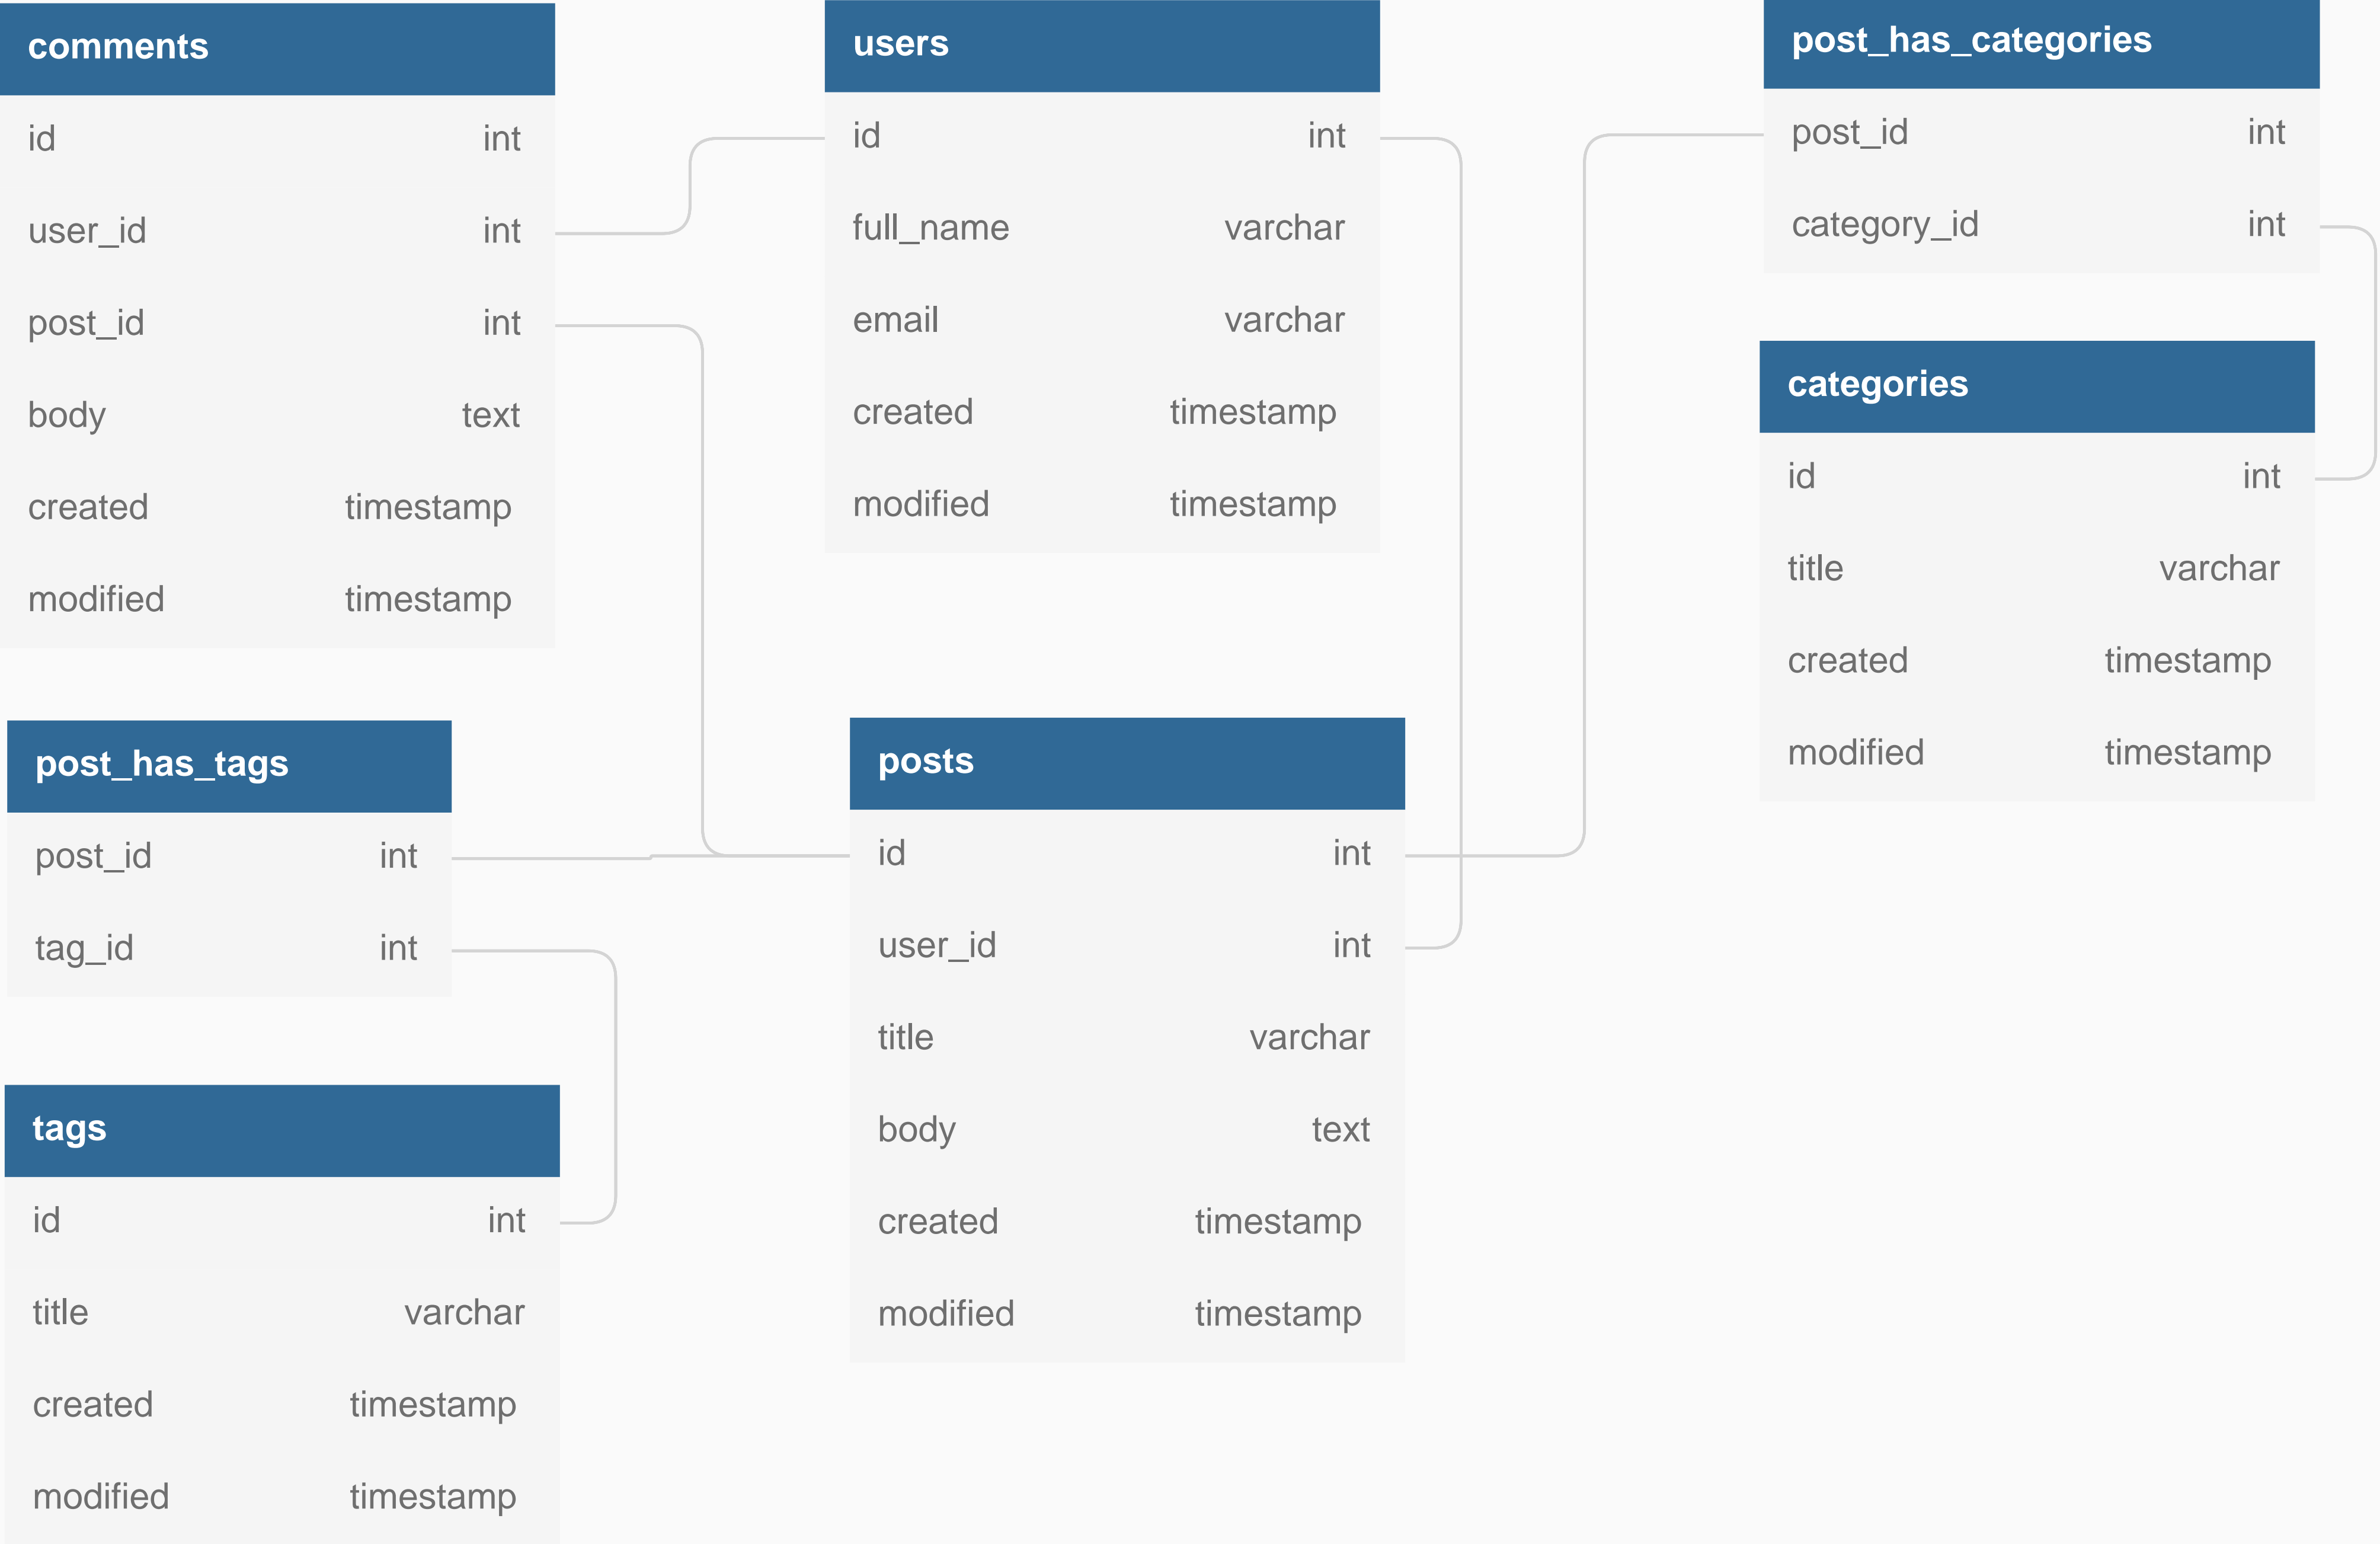 comments
id int
user_id int
post_id int
body text
created timestamp
modified timestamp
users
id int
full_name varchar
email varchar
created timestamp
modified timestamp
post_has_categories
post_id int
category_id int
categories
id int
title varchar
created timestamp
modified timestamp
post_has_tags
post_id int
tag_id int
posts
id int
user_id int
title varchar
body text
created timestamp
modified timestamp
tags
id int
title varchar
created timestamp
modified timestamp